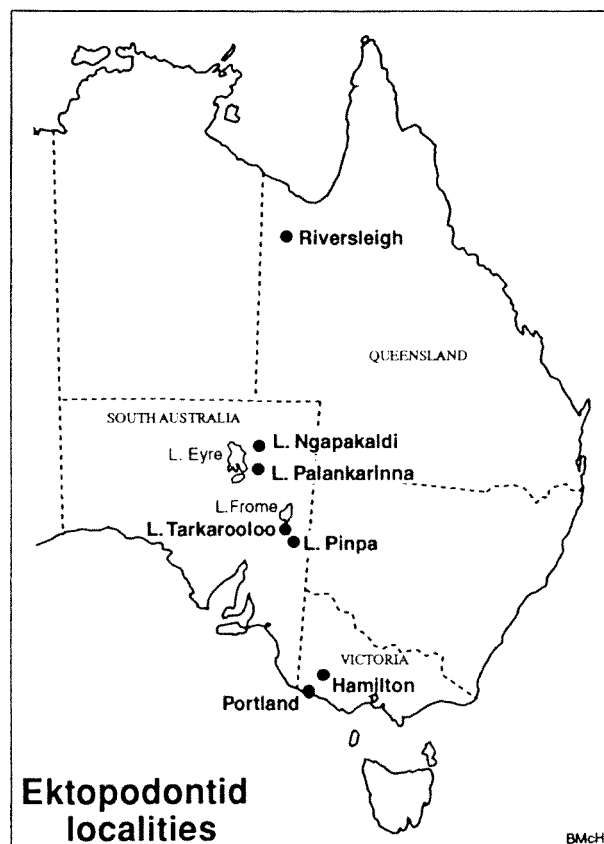 Riversleigh
QUEENSLAND
SOUTH AUSTRALIA
L. Ngapakaldi
L. Eyre
L. Palankarinna
L. Frome
L. Tarkarooloo
L. Pinpa
VICTORIA
Hamilton
Portland
Ektopodontid
localities
BMcH